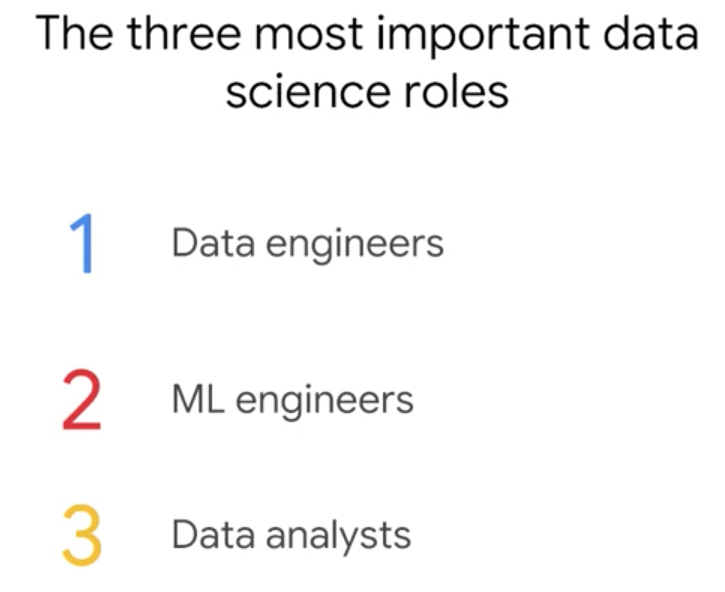 The three most important data
science roles
1 Data engineers
2 ML engineers
3 Data analysts